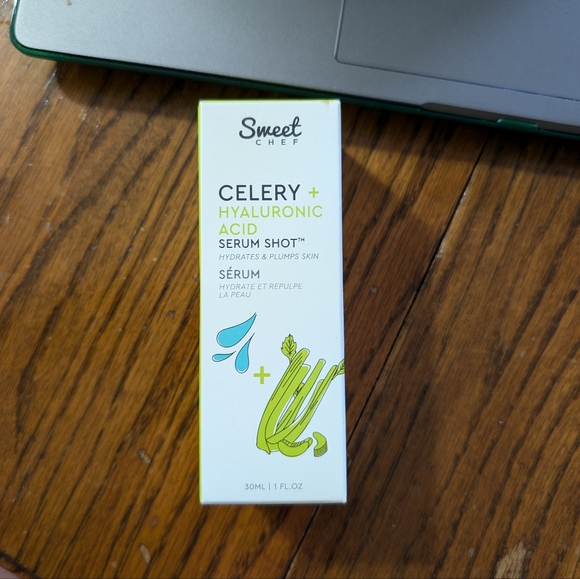 Sweet
CHEF
CELERY +
HYALURONIC
ACID
SERUM SHOT™
HYDRATES & PLUMPS SKIN
SÉRUM
HYDRATE ET REPULPE
LA PEAU
+
30ML | 1 FL.OZ